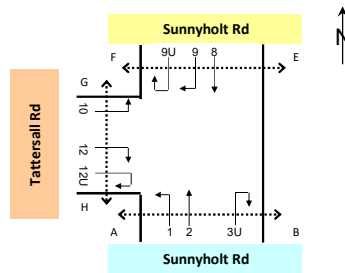 Sunnyholt Rd
N
F
9U
9
8
E
G
10
Tattersall Rd
12
12U
H
A
1
2
3U
B
Sunnyholt Rd